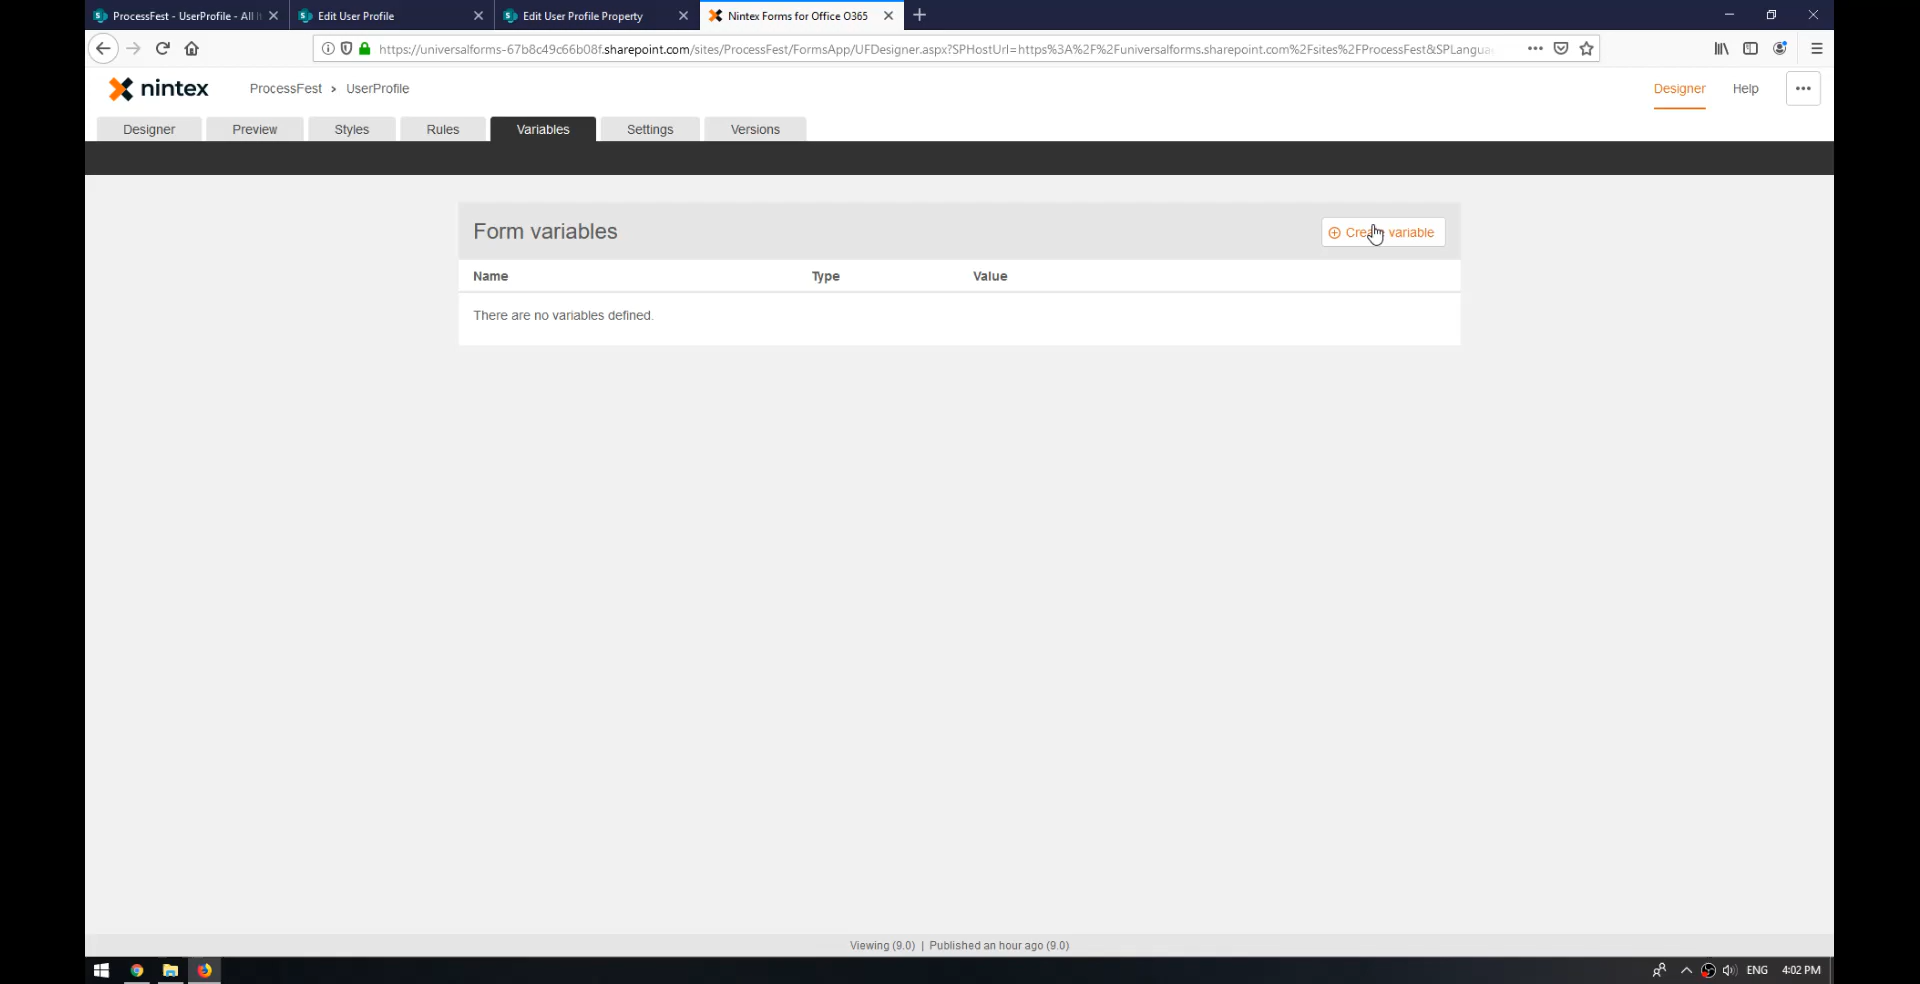 ProcessFest - UserProfile - All
Edit User Profile
Edit User Profile Property
Nintex Forms for Office O365
https://universalforms-67b8c49c66b08f.sharepoint.com/sites/ProcessFest/FormsApp/UFDesigner.aspx?SPHostUrl=https%3A%2F%2Funiversalforms.sharepoint.com%2Fsites%2FProcessFest&SPLangua
nintex
ProcessFest › UserProfile
Designer
Help
Designer
Preview
Styles
Rules
Variables
Settings
Versions
Form variables
variable
Name
Type
Value
There are no variables defined.
Viewing (9.0) | Published an hour ago (9.0)
ENG
4:02 PM